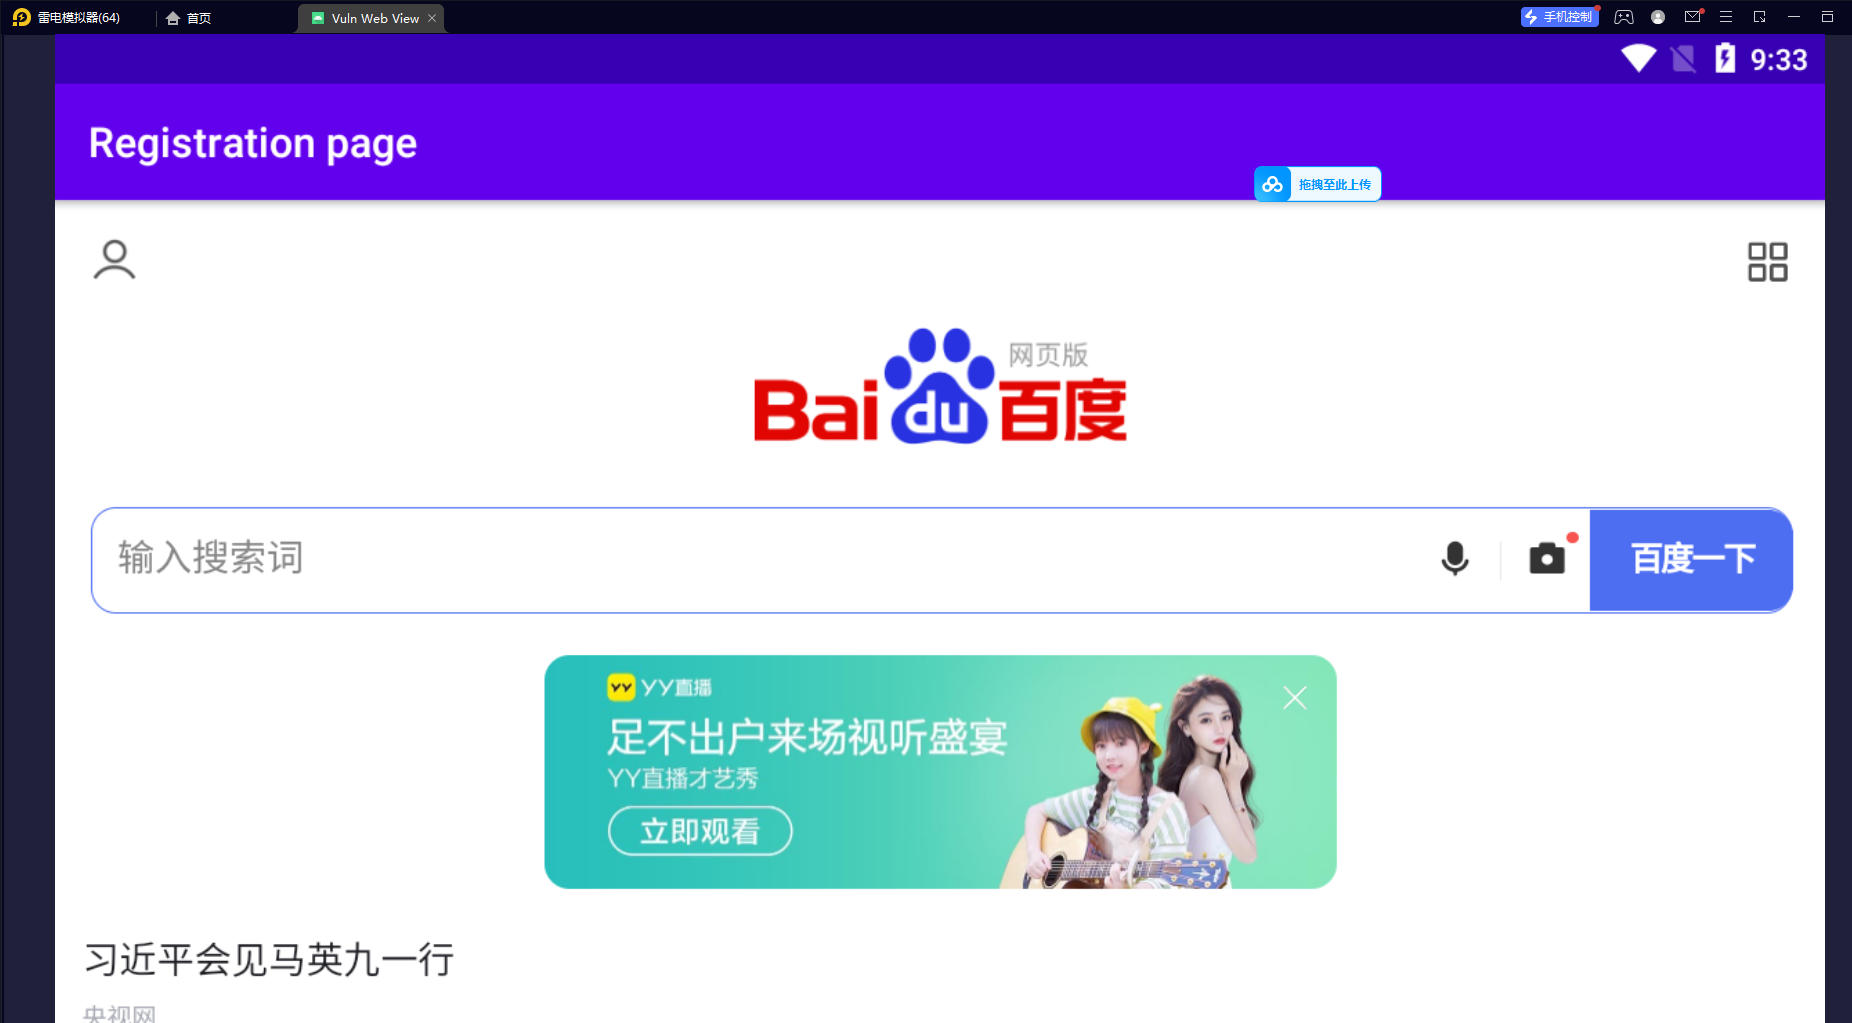 雷电模拟器(64)
首页
Vuln Web View
手机控制
9:33
Registration page
拖拽至此上传
网页版
Bai du 百度
输入搜索词
百度一下
YY YY直播
足不出户来场视听盛宴
YY直播才艺秀
立即观看
习近平会见马英九一行
央视网